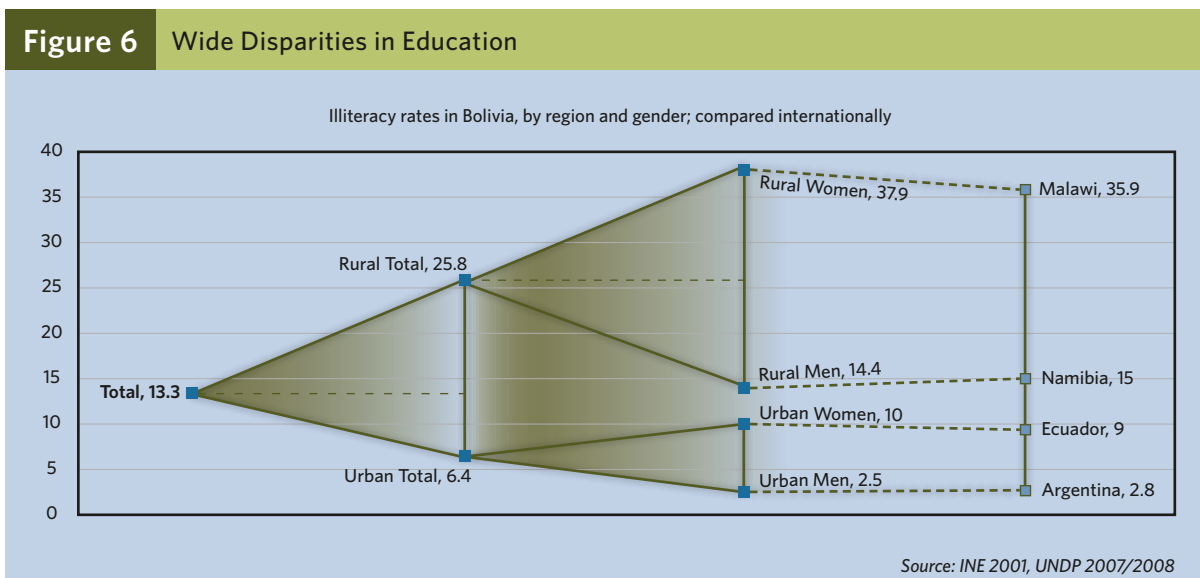 Figure 6 Wide Disparities in Education
Illiteracy rates in Bolivia, by region and gender; compared internationally
40
35
30
25
20
15
10
5
0
Total, 13.3
Rural Total, 25.8
Urban Total, 6.4
Rural Women, 37.9
Rural Men, 14.4
Urban Women, 10
Urban Men, 2.5
Malawi, 35.9
Namibia, 15
Ecuador, 9
Argentina, 2.8
Source: INE 2001, UNDP 2007/2008